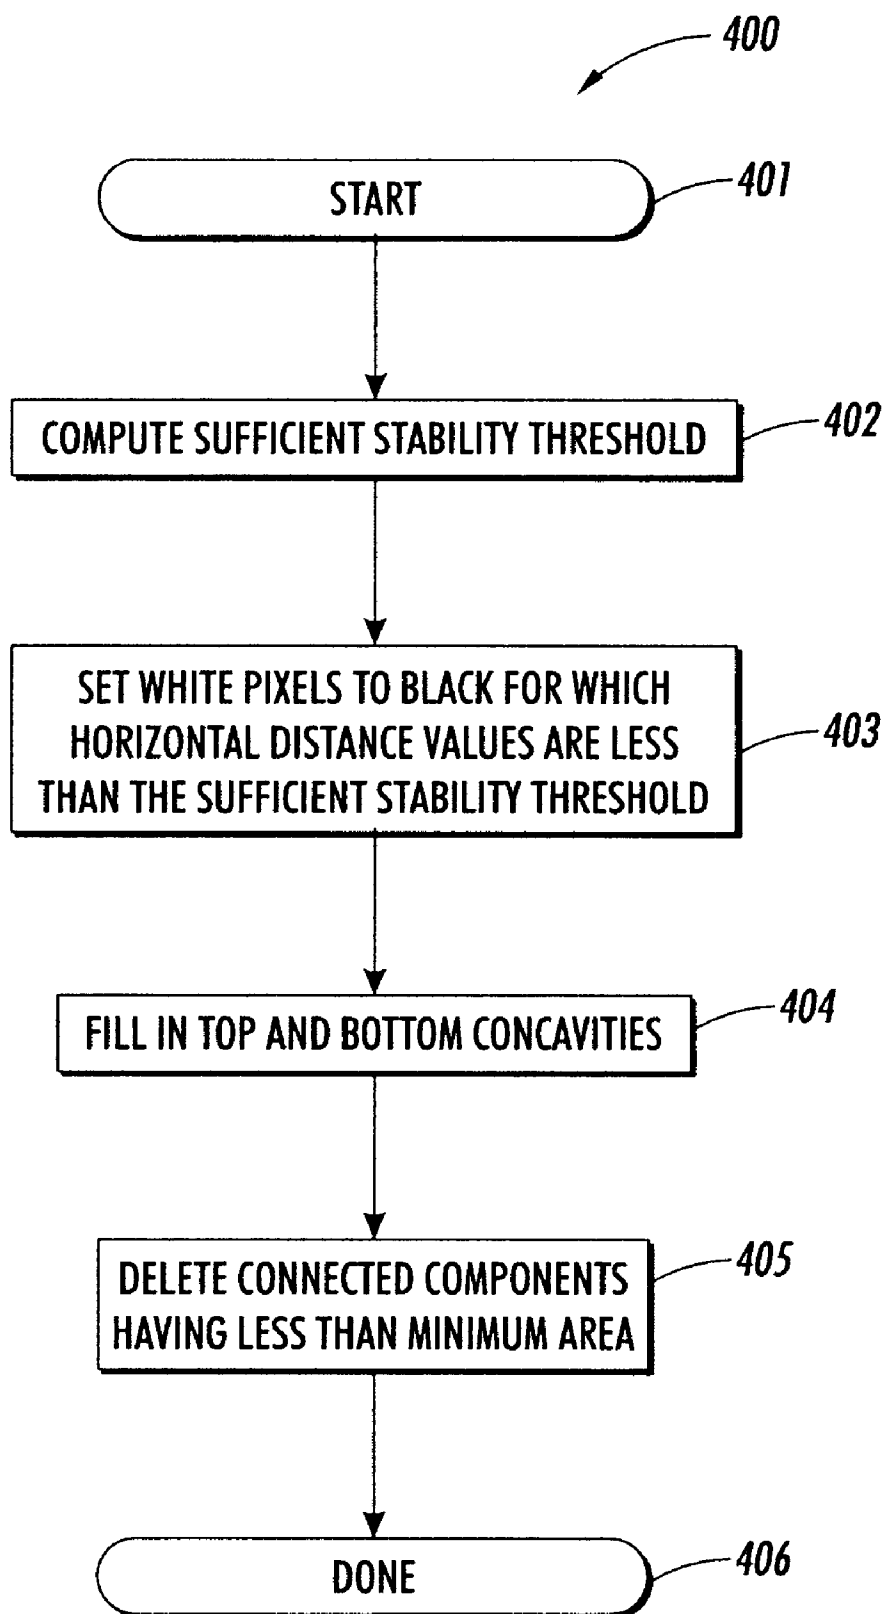 400
START
401
COMPUTE SUFFICIENT STABILITY THRESHOLD
402
SET WHITE PIXELS TO BLACK FOR WHICH
HORIZONTAL DISTANCE VALUES ARE LESS
THAN THE SUFFICIENT STABILITY THRESHOLD
403
FILL IN TOP AND BOTTOM CONCAVITIES
404
DELETE CONNECTED COMPONENTS
HAVING LESS THAN MINIMUM AREA
405
DONE
406